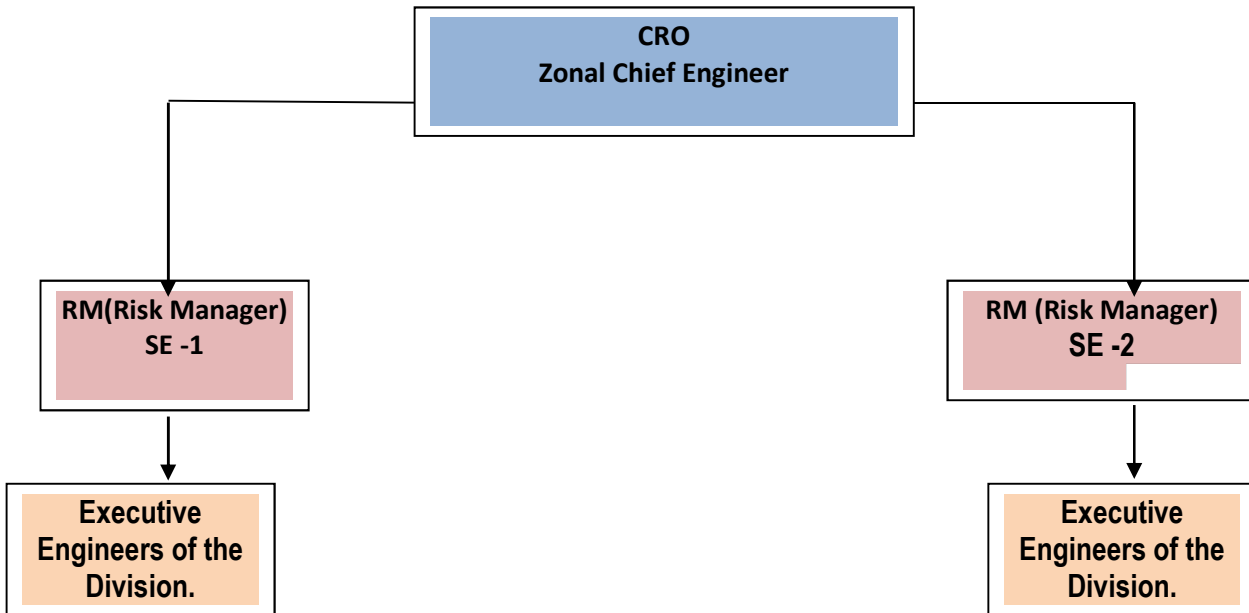 CRO
Zonal Chief Engineer
RM(Risk Manager)
SE -1
RM (Risk Manager)
SE -2
Executive
Engineers of the
Division.
Executive
Engineers of the
Division.